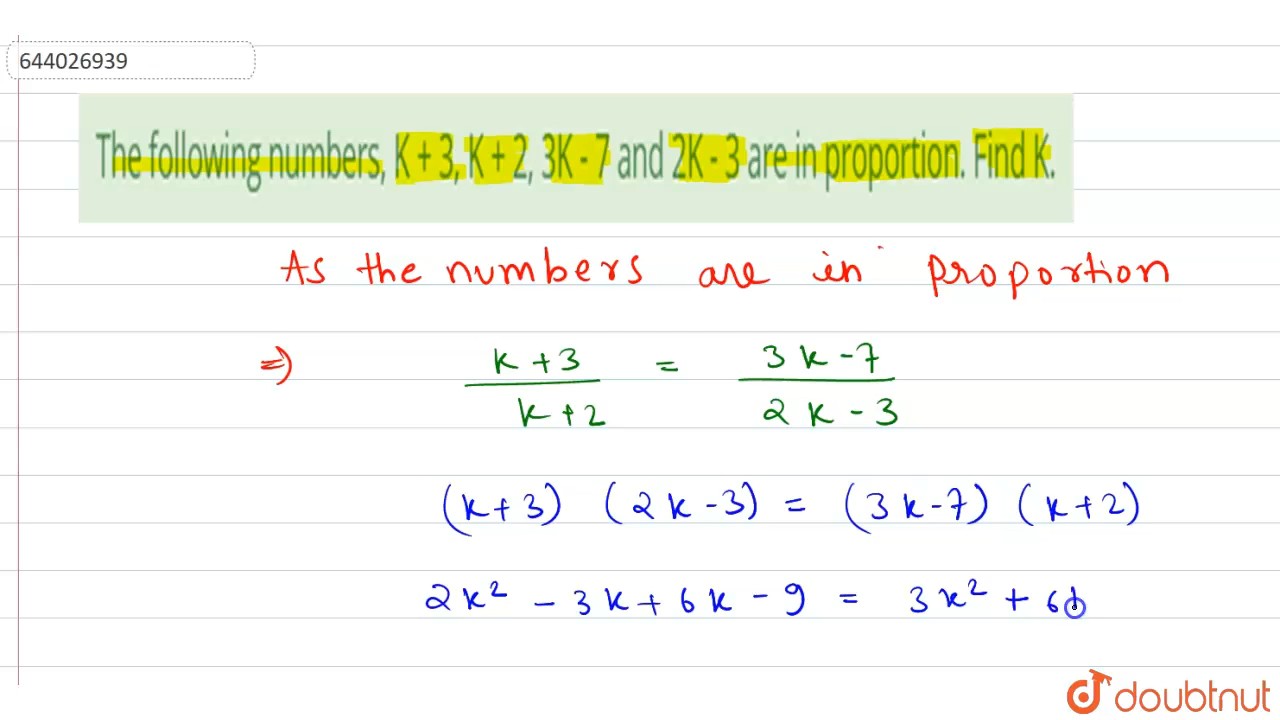 644026939
The following numbers, K + 3, K + 2, 3K - 7 and 2K - 3 are in proportion. Find k.
As the numbers are in proportion
⇒ k + 3 / k + 2 = 3k - 7 / 2k - 3
(k + 3) (2k - 3) = (3k - 7) (k + 2)
2k² - 3k + 6k - 9 = 3k² + 6
doubtnut